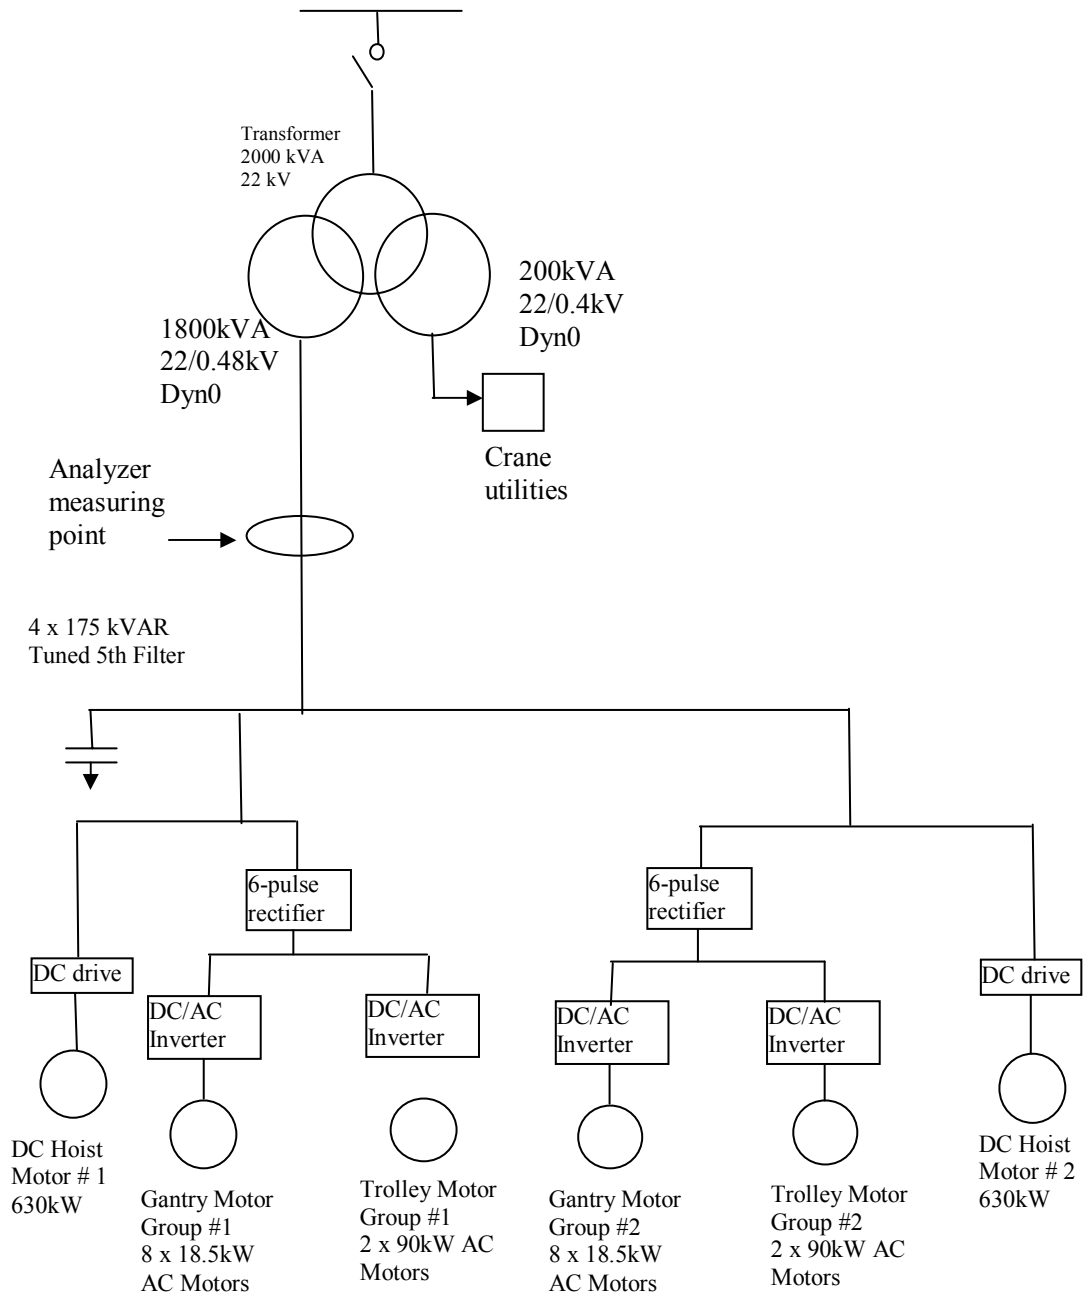 Transformer
2000 kVA
22 kV
200kVA
22/0.4kV
Dyn0
1800kVA
22/0.48kV
Dyn0
Crane
utilities
Analyzer
measuring
point
4 x 175 kVAR
Tuned 5th Filter
6-pulse
rectifier
6-pulse
rectifier
DC drive
DC/AC
Inverter
DC/AC
Inverter
DC/AC
Inverter
DC/AC
Inverter
DC drive
DC Hoist
Motor # 1
630kW
Gantry Motor
Group #1
8 x 18.5kW
AC Motors
Trolley Motor
Group #1
2 x 90kW AC
Motors
Gantry Motor
Group #2
8 x 18.5kW
AC Motors
Trolley Motor
Group #2
2 x 90kW AC
Motors
DC Hoist
Motor # 2
630kW